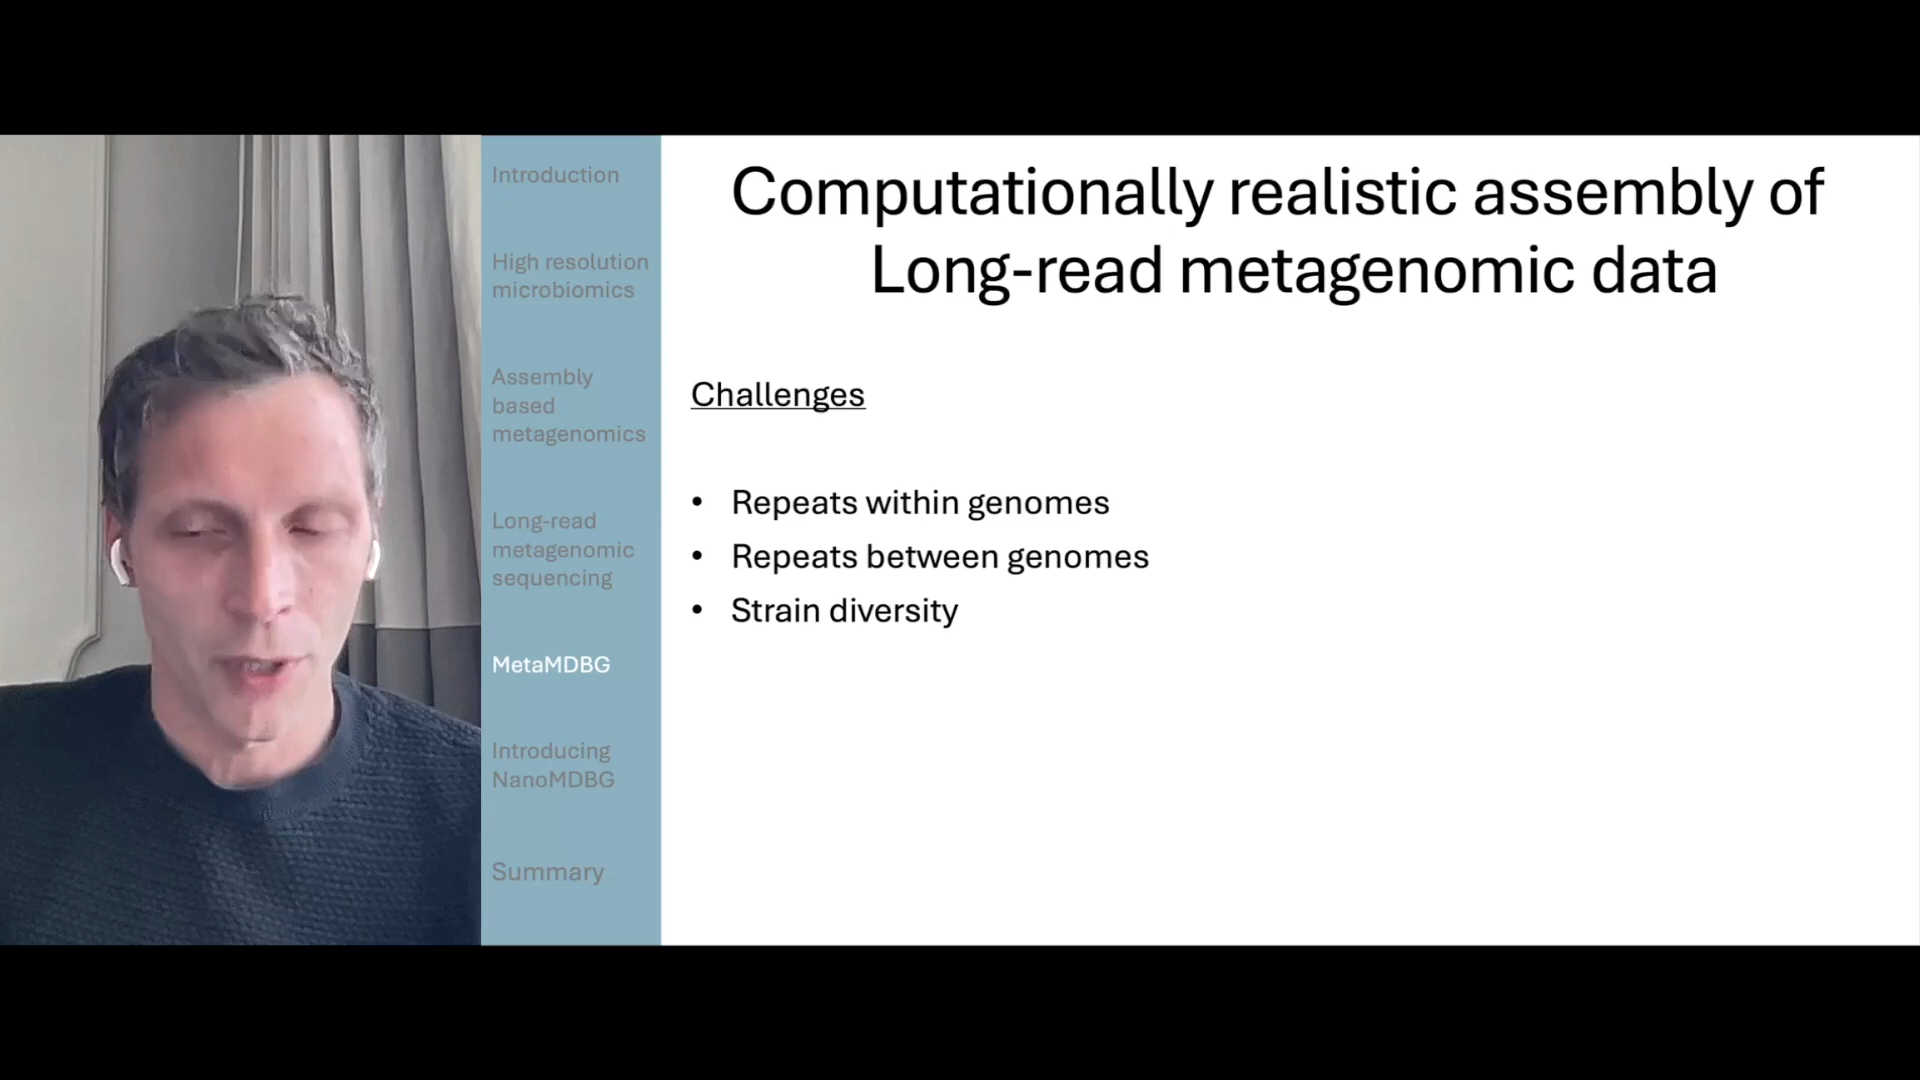 Introduction
High resolution
microbiomics
Assembly
based
metagenomics
Long-read
metagenomic
sequencing
MetaMDBG
Introducing
NanoMDBG
Summary
Computationally realistic assembly of
Long-read metagenomic data
Challenges
• Repeats within genomes
• Repeats between genomes
• Strain diversity